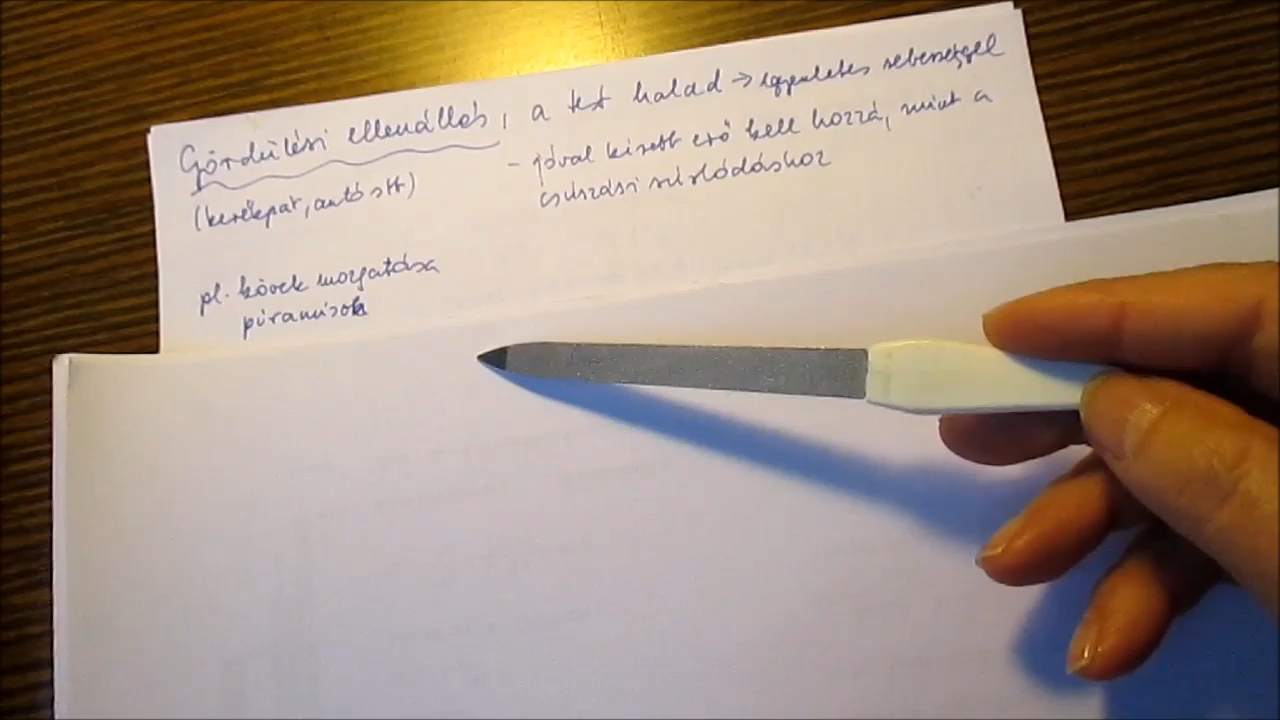 Gördülési ellenállás, a test halad → egyenletes sebességgel
(kerékpár, autó stt)
- jóval kisebb erő kell hozzá, mint a
csúszási súrlódáshoz
pl. kövek mozgatása
piramisok